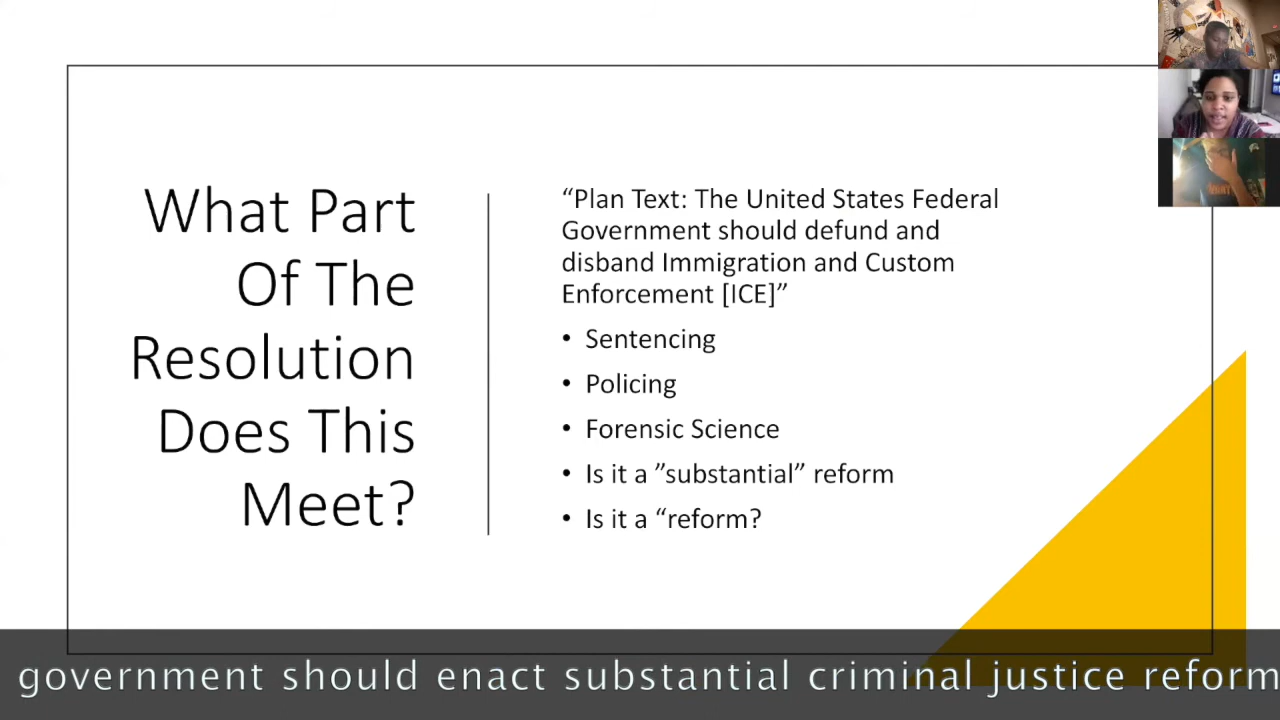 What Part
Of The
Resolution
Does This
Meet?
“Plan Text: The United States Federal
Government should defund and
disband Immigration and Custom
Enforcement [ICE]”
• Sentencing
• Policing
• Forensic Science
• Is it a ”substantial” reform
• Is it a “reform?
government should enact substantial criminal justice reform